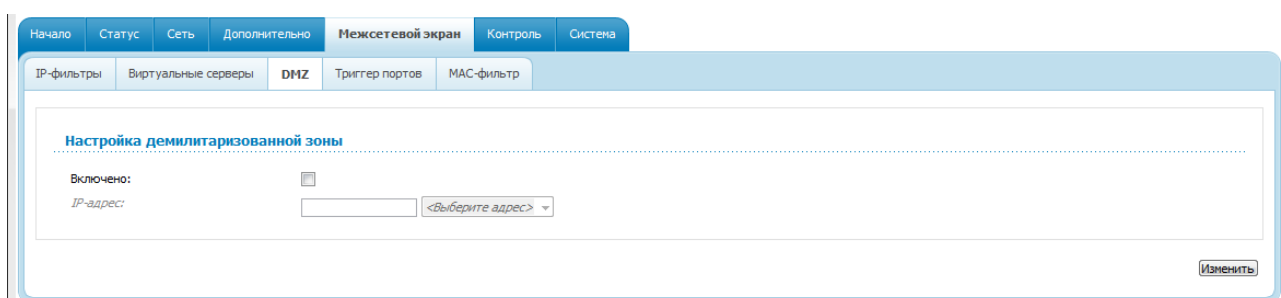 Начало Статус Сеть Дополнительно Межсетевой экран Контроль Система
IP-фильтры Виртуальные серверы DMZ Триггер портов MAC-фильтр
Настройка демилитаризованной зоны
Включено:
IP-адрес: <Выберите адрес>
Изменить